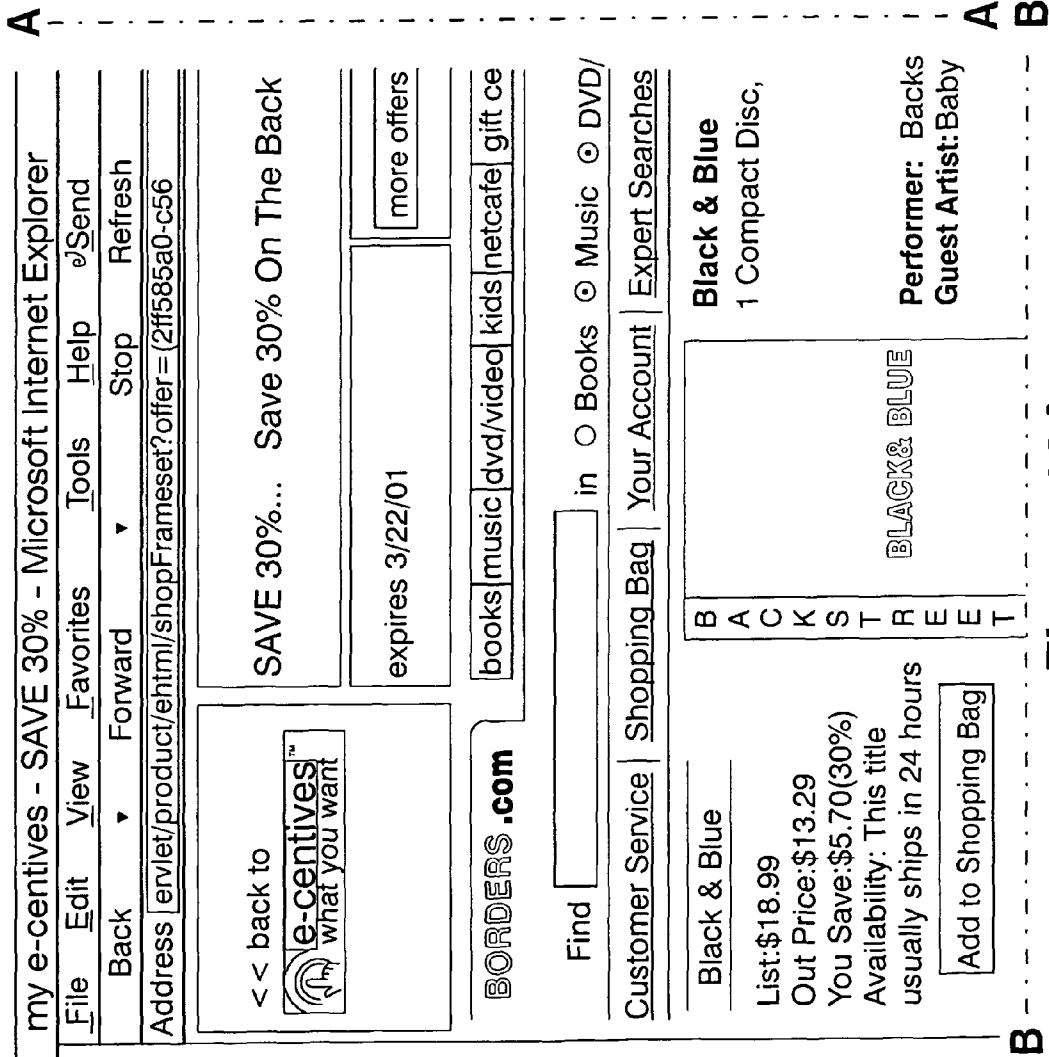 A
my e-centives - SAVE 30% - Microsoft Internet Explorer
File Edit View Favorites Tools Help Send
Back ▾ Forward ▾ Stop Refresh
Address ervlet/product/ehtml/shopFrameset?offer=(2ff585a0-c56
< < back to
e-centives™
what you want
SAVE 30%... Save 30% On The Back
expires 3/22/01
more offers
BORDERS.com
books music dvd/video kids netcafe gift ce
Find in ○ Books ⊙ Music ⊙ DVD/
Customer Service Shopping Bag Your Account Expert Searches
Black & Blue
List:$18.99
Out Price:$13.29
You Save:$5.70(30%)
Availability: This title
usually ships in 24 hours
Add to Shopping Bag
BACKSTREET
BLACK& BLUE
Black & Blue
1 Compact Disc,
Performer: Backs
Guest Artist:Baby
A
B
B